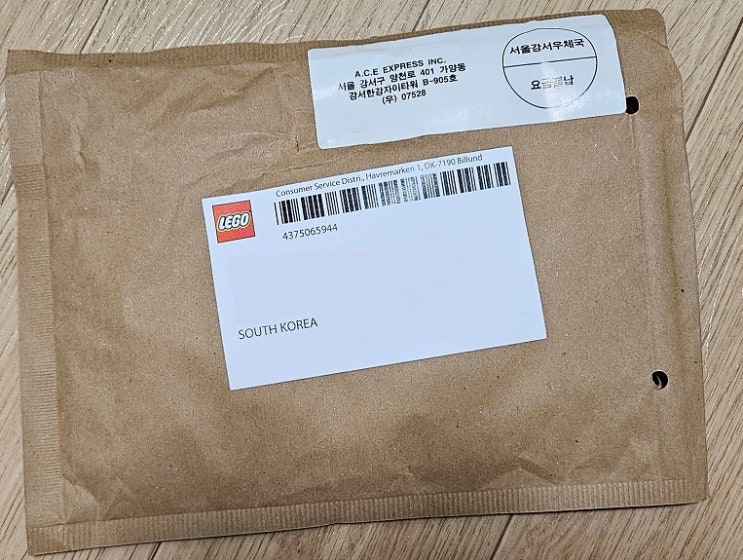 A.C.E EXPRESS INC.
서울 강서구 양천로 401 가양동
강서한강자이타워 B-905호
(우) 07528
서울강서우체국
요금별납
Consumer Service Distri., Havremarken 1, DK-7190 Billund
LEGO
4375065944
SOUTH KOREA